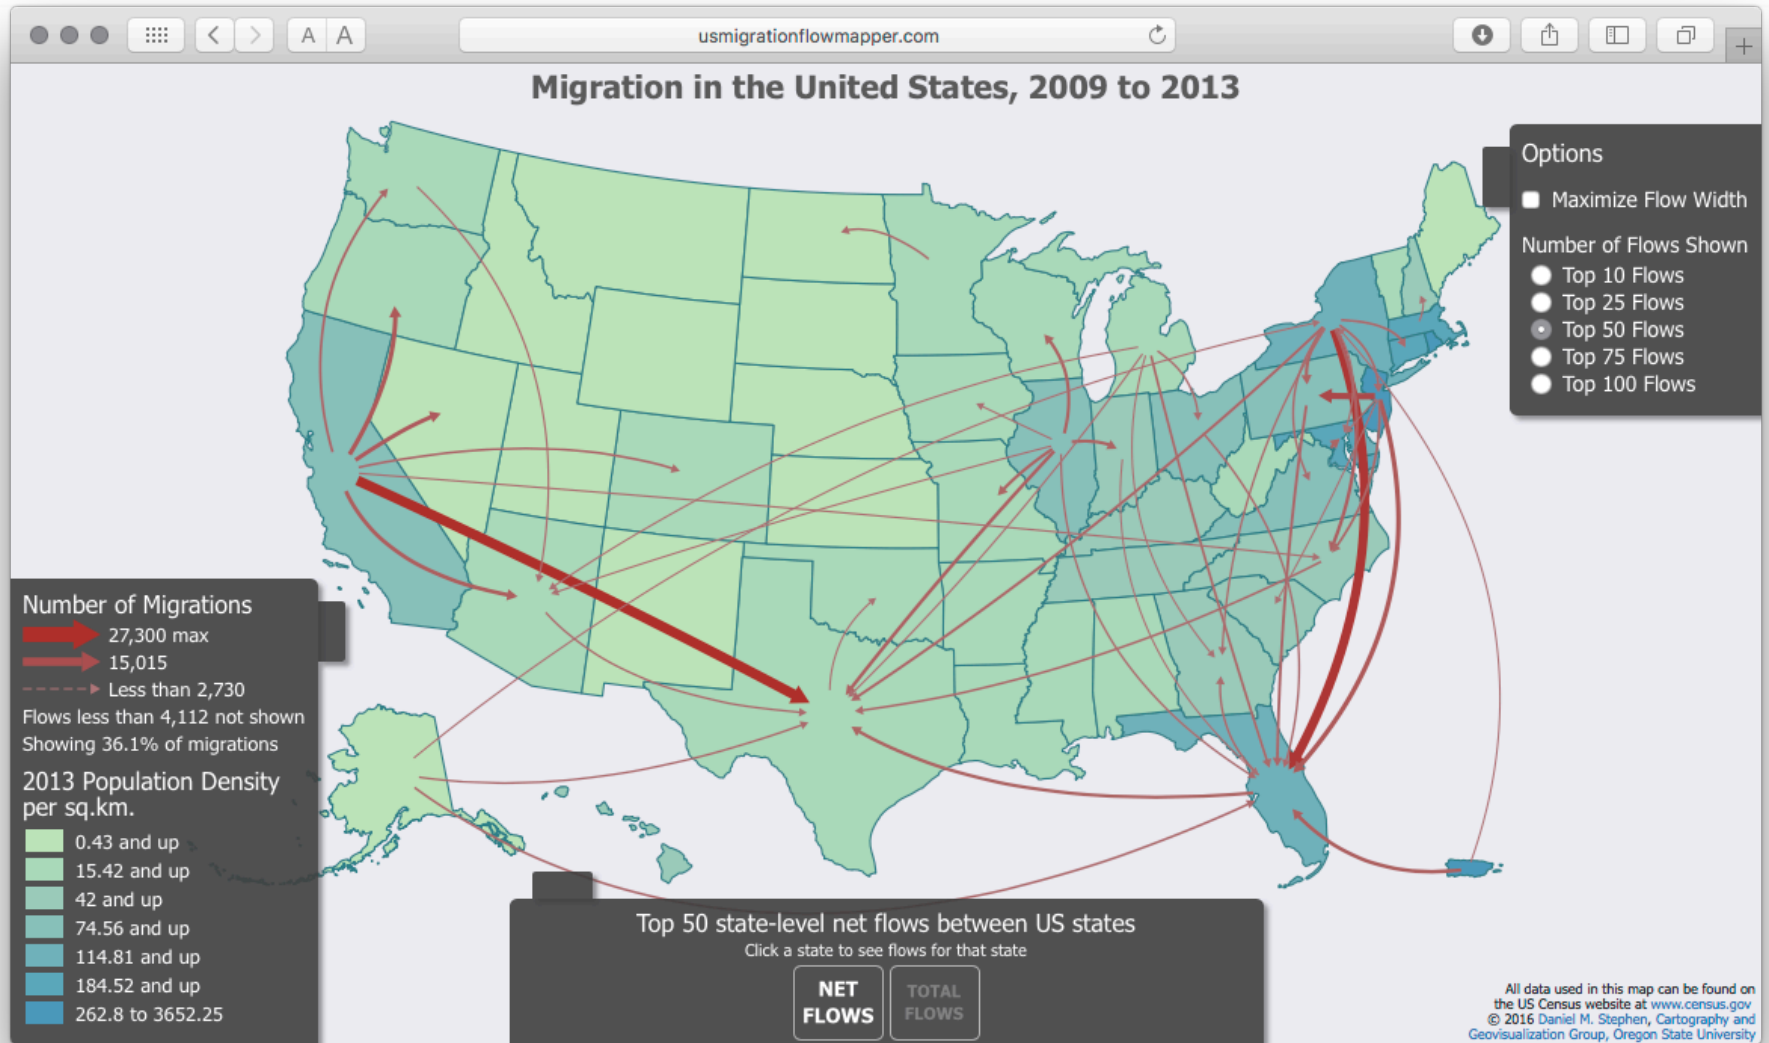 A A
usmigrationflowmapper.com
Migration in the United States, 2009 to 2013
Options
Maximize Flow Width
Number of Flows Shown
Top 10 Flows
Top 25 Flows
Top 50 Flows
Top 75 Flows
Top 100 Flows
Number of Migrations
27,300 max
15,015
Less than 2,730
Flows less than 4,112 not shown
Showing 36.1% of migrations
2013 Population Density
per sq.km.
0.43 and up
15.42 and up
42 and up
74.56 and up
114.81 and up
184.52 and up
262.8 to 3652.25
Top 50 state-level net flows between US states
Click a state to see flows for that state
NET
FLOWS
TOTAL
FLOWS
All data used in this map can be found on
the US Census website at www.census.gov
© 2016 Daniel M. Stephen, Cartography and
Geovisualization Group, Oregon State University